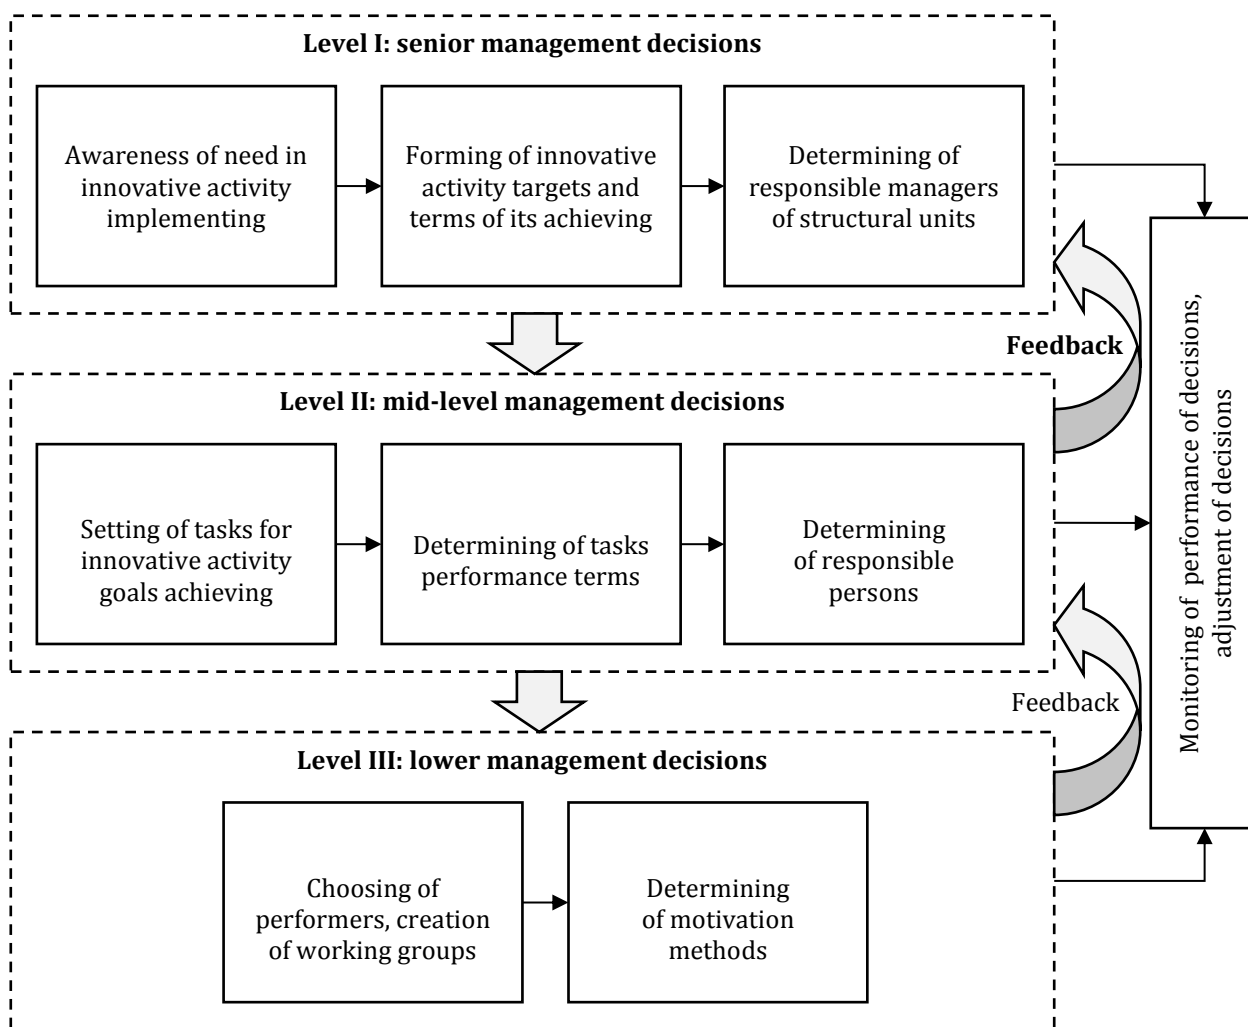 Level I: senior management decisions
Awareness of need in
innovative activity
implementing
Forming of innovative
activity targets and
terms of its achieving
Determining of
responsible managers
of structural units
Feedback
Level II: mid-level management decisions
Setting of tasks for
innovative activity
goals achieving
Determining of tasks
performance terms
Determining
of responsible
persons
Feedback
Level III: lower management decisions
Choosing of
performers, creation
of working groups
Determining
of motivation
methods
Monitoring of performance of decisions,
adjustment of decisions